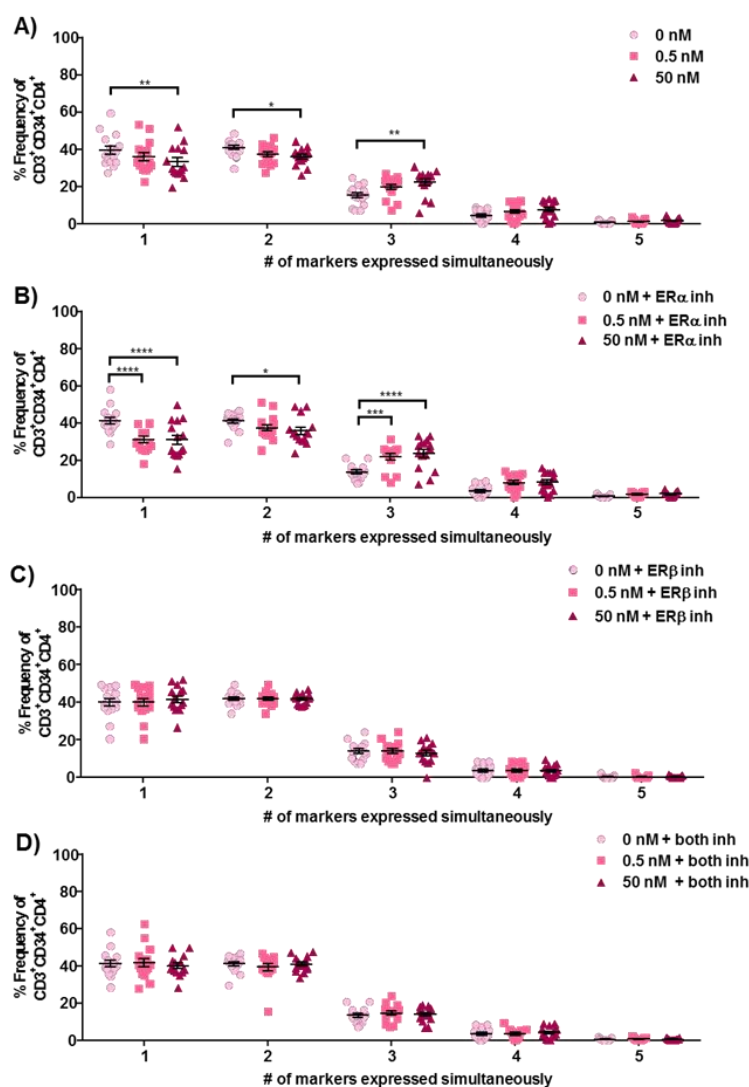 A)
0 nM
0.5 nM
50 nM
% Frequency of
CD3+CD34+CD4+
100
80
60
40
20
0
**
*
**
1 2 3 4 5
# of markers expressed simultaneously
B)
0 nM + ERα inh
0.5 nM + ERα inh
50 nM + ERα inh
% Frequency of
CD3+CD34+CD4+
100
80
60
40
20
0
****
****
*
****
***
1 2 3 4 5
# of markers expressed simultaneously
C)
0 nM + ERβ inh
0.5 nM + ERβ inh
50 nM + ERβ inh
% Frequency of
CD3+CD34+CD4+
100
80
60
40
20
0
1 2 3 4 5
# of markers expressed simultaneously
D)
0 nM + both inh
0.5 nM + both inh
50 nM + both inh
% Frequency of
CD3+CD34+CD4+
100
80
60
40
20
0
1 2 3 4 5
# of markers expressed simultaneously